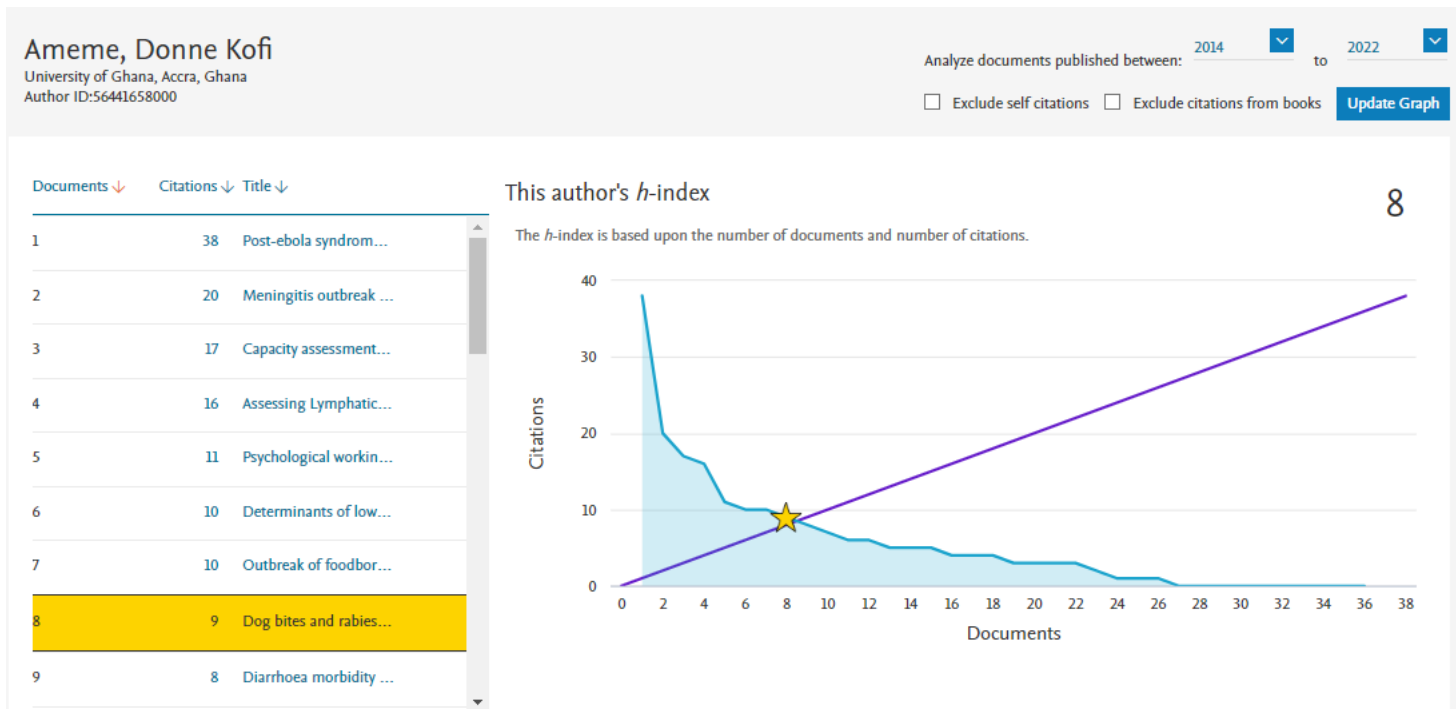 Ameme, Donne Kofi
University of Ghana, Accra, Ghana
Author ID:56441658000
Analyze documents published between: 2014 to 2022
Exclude self citations Exclude citations from books Update Graph
Documents Citations Title
1 38 Post-ebola syndrom...
2 20 Meningitis outbreak ...
3 17 Capacity assessment...
4 16 Assessing Lymphatic...
5 11 Psychological workin...
6 10 Determinants of low...
7 10 Outbreak of foodbor...
8 9 Dog bites and rabies...
9 8 Diarrhoea morbidity ...
This author's h-index
8
The h-index is based upon the number of documents and number of citations.
40
30
20
10
0
Citations
0 2 4 6 8 10 12 14 16 18 20 22 24 26 28 30 32 34 36 38
Documents